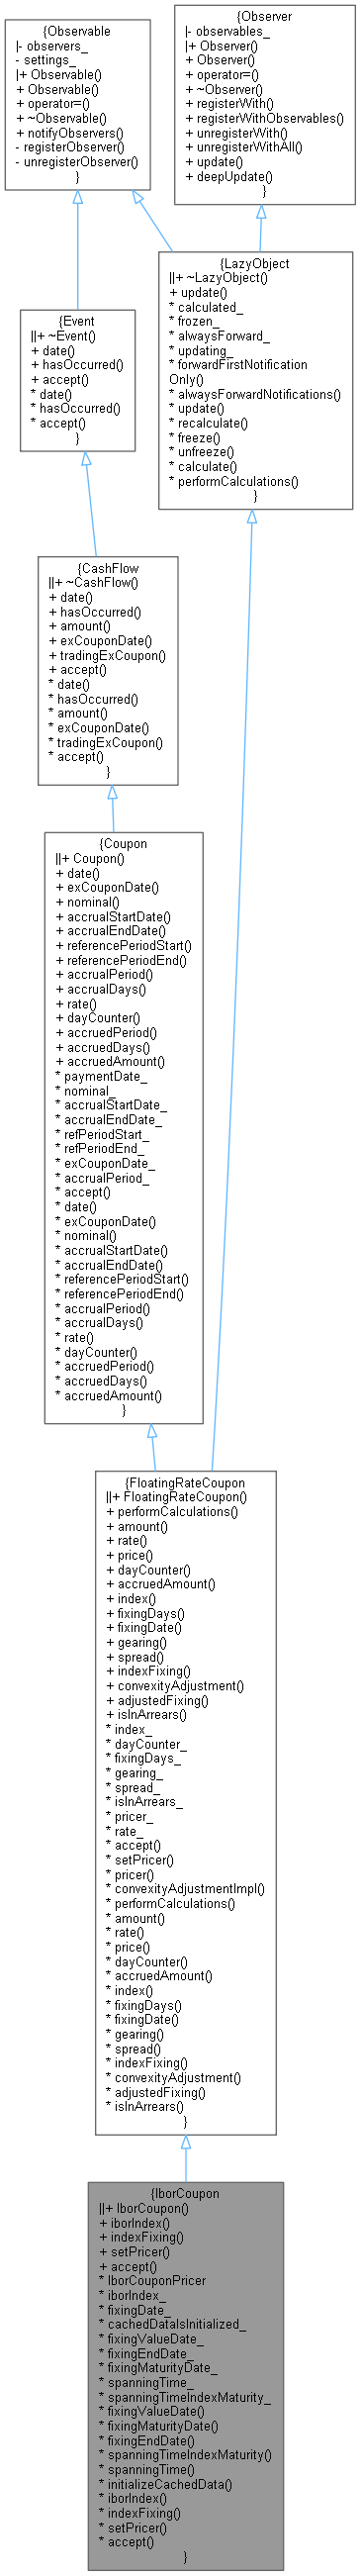 {Observable
|- observers_
- settings_
|+ Observable()
+ Observable()
+ operator=()
+ ~Observable()
+ notifyObservers()
- registerObserver()
- unregisterObserver()
}
{Observer
|- observables_
|+ Observer()
+ Observer()
+ operator=()
+ ~Observer()
+ registerWith()
+ registerWithObservables()
+ unregisterWith()
+ unregisterWithAll()
+ update()
+ deepUpdate()
}
{LazyObject
||+ ~LazyObject()
+ update()
* calculated_
* frozen_
* alwaysForward_
* updating_
* forwardFirstNotification
Only()
* alwaysForwardNotifications()
* update()
* recalculate()
* freeze()
* unfreeze()
* calculate()
* performCalculations()
}
{Event
||+ ~Event()
+ date()
+ hasOccurred()
+ accept()
* date()
* hasOccurred()
* accept()
}
{CashFlow
||+ ~CashFlow()
+ date()
+ hasOccurred()
+ amount()
+ exCouponDate()
+ tradingExCoupon()
+ accept()
* date()
* hasOccurred()
* amount()
* exCouponDate()
* tradingExCoupon()
* accept()
}
{Coupon
||+ Coupon()
+ date()
+ exCouponDate()
+ nominal()
+ accrualStartDate()
+ accrualEndDate()
+ referencePeriodStart()
+ referencePeriodEnd()
+ accrualPeriod()
+ accrualDays()
+ rate()
+ dayCounter()
+ accruedPeriod()
+ accruedDays()
+ accruedAmount()
* paymentDate_
* nominal_
* accrualStartDate_
* accrualEndDate_
* refPeriodStart_
* refPeriodEnd_
* exCouponDate_
* accrualPeriod_
* accept()
* date()
* exCouponDate()
* nominal()
* accrualStartDate()
* accrualEndDate()
* referencePeriodStart()
* referencePeriodEnd()
* accrualPeriod()
* accrualDays()
* rate()
* dayCounter()
* accruedPeriod()
* accruedDays()
* accruedAmount()
}
{FloatingRateCoupon
||+ FloatingRateCoupon()
+ performCalculations()
+ amount()
+ rate()
+ price()
+ dayCounter()
+ accruedAmount()
+ index()
+ fixingDays()
+ fixingDate()
+ gearing()
+ spread()
+ indexFixing()
+ convexityAdjustment()
+ adjustedFixing()
+ isInArrears()
* index_
* dayCounter_
* fixingDays_
* gearing_
* spread_
* isInArrears_
* pricer_
* rate_
* accept()
* setPricer()
* pricer()
* convexityAdjustmentImpl()
* performCalculations()
* amount()
* rate()
* price()
* dayCounter()
* accruedAmount()
* index()
* fixingDays()
* fixingDate()
* gearing()
* spread()
* indexFixing()
* convexityAdjustment()
* adjustedFixing()
* isInArrears()
}
{IborCoupon
||+ IborCoupon()
+ iborIndex()
+ indexFixing()
+ setPricer()
+ accept()
* IborCouponPricer
* iborIndex_
* fixingDate_
* cachedDataIsInitialized_
* fixingValueDate_
* fixingEndDate_
* fixingMaturityDate_
* spanningTime_
* spanningTimeIndexMaturity_
* fixingValueDate()
* fixingMaturityDate()
* fixingEndDate()
* spanningTimeIndexMaturity()
* spanningTime()
* initializeCachedData()
* iborIndex()
* indexFixing()
* setPricer()
* accept()
}